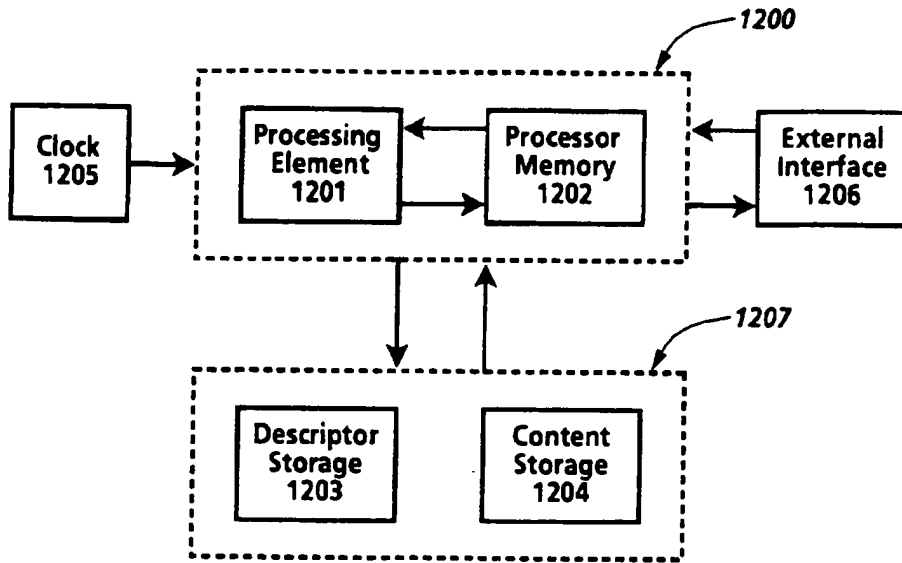 1200
Clock
1205
Processing
Element
1201
Processor
Memory
1202
External
Interface
1206
1207
Descriptor
Storage
1203
Content
Storage
1204